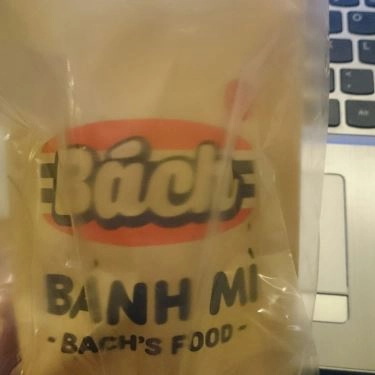 Bách
BÁNH MÌ
- BACH'S FOOD -